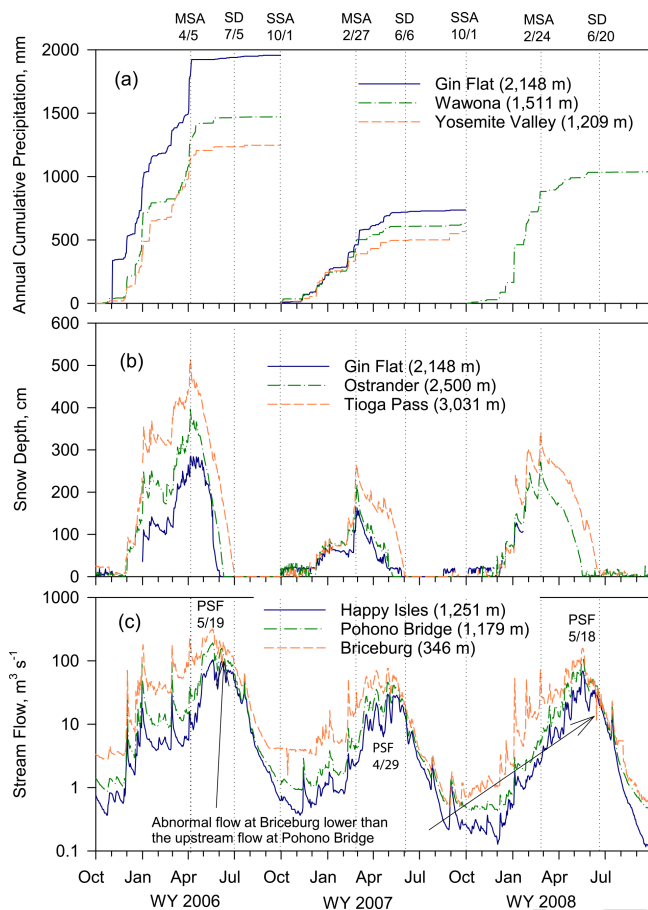 MSA SD SSA MSA SD SSA MSA SD
4/5 7/5 10/1 2/27 6/6 10/1 2/24 6/20
2000
1500
1000
500
0
Annual Cumulative Precipitation, mm
(a)
Gin Flat (2,148 m)
Wawona (1,511 m)
Yosemite Valley (1,209 m)
600
500
400
300
200
100
0
Snow Depth, cm
(b)
Gin Flat (2,148 m)
Ostrander (2,500 m)
Tioga Pass (3,031 m)
1000
100
10
1
0.1
Stream Flow, m³ s⁻¹
(c)
PSF
5/19
Happy Isles (1,251 m)
Pohono Bridge (1,179 m)
Briceburg (346 m)
PSF
5/18
PSF
4/29
Abnormal flow at Briceburg lower than
the upstream flow at Pohono Bridge
Oct Jan Apr Jul Oct Jan Apr Jul Oct Jan Apr Jul
WY 2006 WY 2007 WY 2008